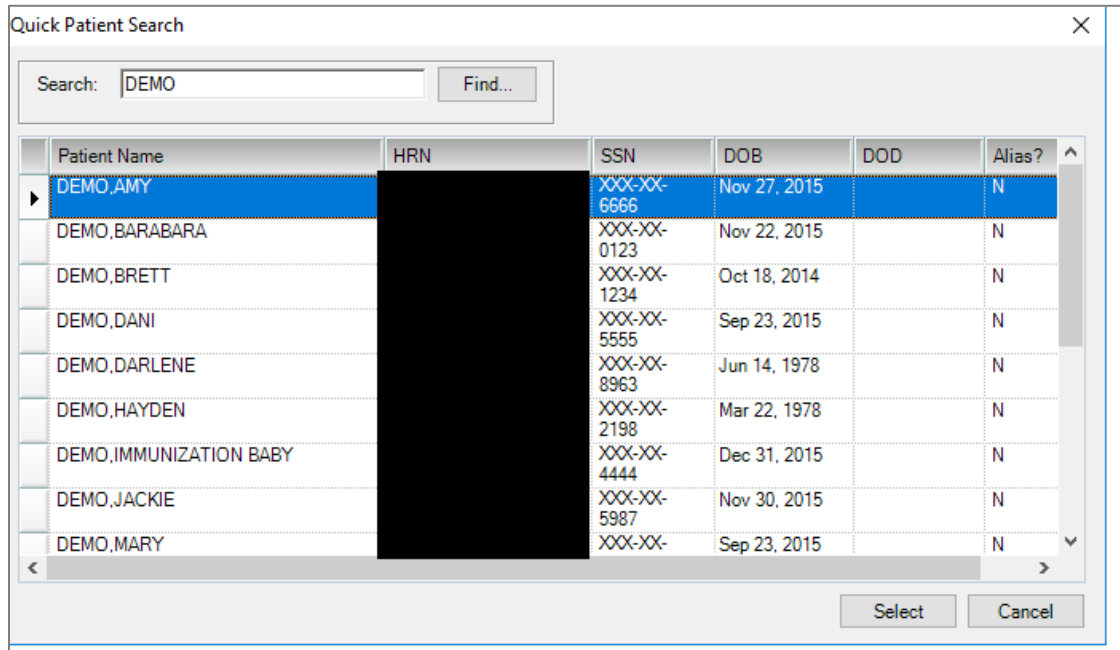 Quick Patient Search
Search: DEMO Find...
Patient Name HRN SSN DOB DOD Alias?
DEMO,AMY XXX-XX- Nov 27, 2015 N
6666
DEMO,BARABARA XXX-XX- Nov 22, 2015 N
0123
DEMO,BRETT XXX-XX- Oct 18, 2014 N
1234
DEMO,DANI XXX-XX- Sep 23, 2015 N
5555
DEMO,DARLENE XXX-XX- Jun 14, 1978 N
8963
DEMO,HAYDEN XXX-XX- Mar 22, 1978 N
2198
DEMO,IMMUNIZATION BABY XXX-XX- Dec 31, 2015 N
4444
DEMO,JACKIE XXX-XX- Nov 30, 2015 N
5987
DEMO,MARY XXX-XX- Sep 23, 2015 N
Select Cancel